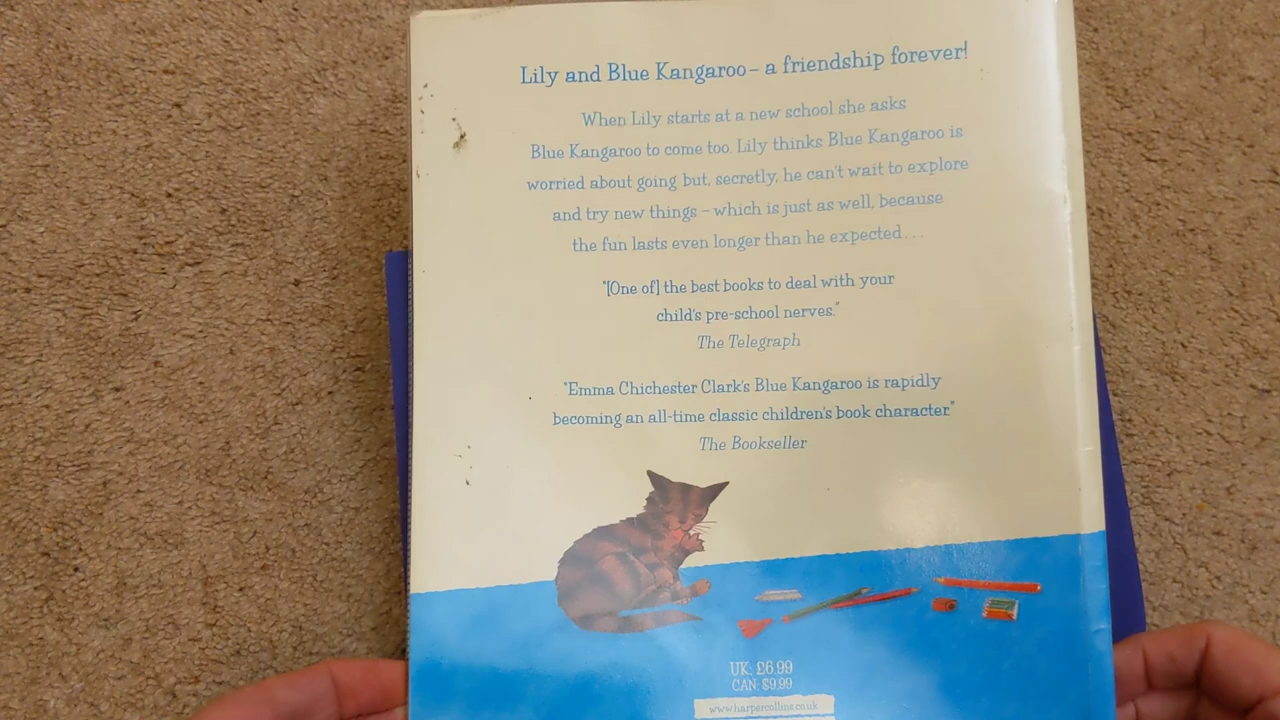 Lily and Blue Kangaroo – a friendship forever!
When Lily starts at a new school she asks
Blue Kangaroo to come too. Lily thinks Blue Kangaroo is
worried about going but, secretly, he can't wait to explore
and try new things – which is just as well, because
the fun lasts even longer than he expected...
"[One of] the best books to deal with your
child's pre-school nerves."
The Telegraph
"Emma Chichester Clark's Blue Kangaroo is rapidly
becoming an all-time classic children's book character."
The Bookseller
UK: £6.99
CAN: $9.99
www.harpercollins.co.uk